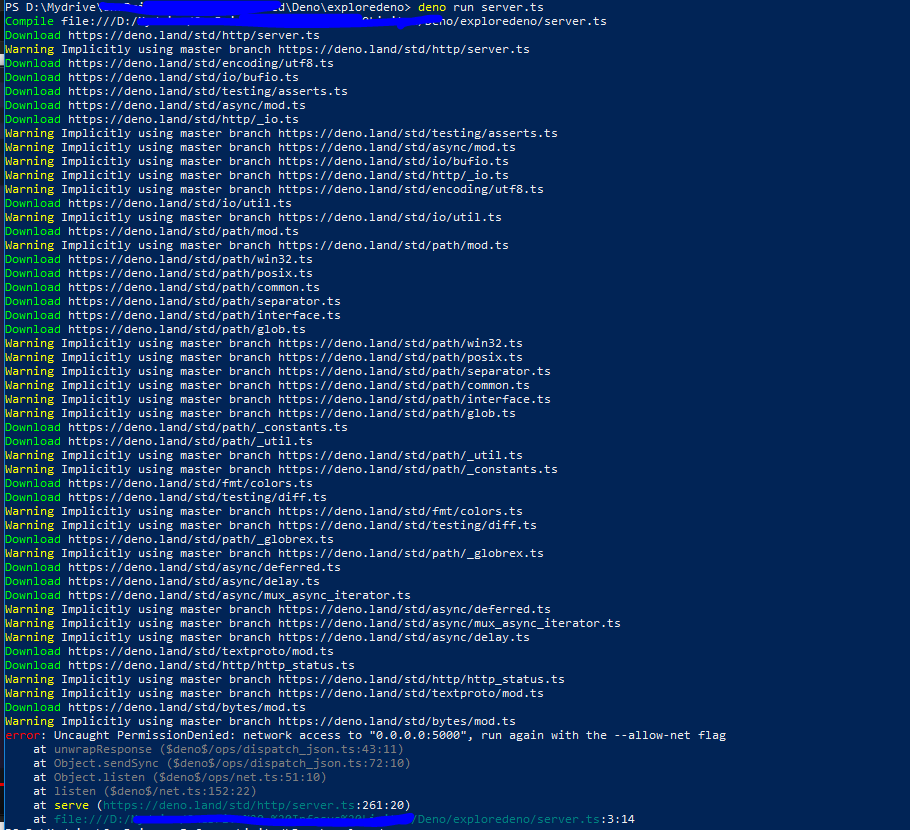 PS D:\Mydrive\ d\Deno\exploredeno> deno run server.ts
Compile file:///D:/ /Deno/exploredeno/server.ts
Download https://deno.land/std/http/server.ts
Warning Implicitly using master branch https://deno.land/std/http/server.ts
Download https://deno.land/std/encoding/utf8.ts
Download https://deno.land/std/io/bufio.ts
Download https://deno.land/std/testing/asserts.ts
Download https://deno.land/std/async/mod.ts
Download https://deno.land/std/http/_io.ts
Warning Implicitly using master branch https://deno.land/std/testing/asserts.ts
Warning Implicitly using master branch https://deno.land/std/async/mod.ts
Warning Implicitly using master branch https://deno.land/std/io/bufio.ts
Warning Implicitly using master branch https://deno.land/std/http/_io.ts
Warning Implicitly using master branch https://deno.land/std/encoding/utf8.ts
Download https://deno.land/std/io/util.ts
Warning Implicitly using master branch https://deno.land/std/io/util.ts
Download https://deno.land/std/path/mod.ts
Warning Implicitly using master branch https://deno.land/std/path/mod.ts
Download https://deno.land/std/path/win32.ts
Download https://deno.land/std/path/posix.ts
Download https://deno.land/std/path/common.ts
Download https://deno.land/std/path/separator.ts
Download https://deno.land/std/path/interface.ts
Download https://deno.land/std/path/glob.ts
Warning Implicitly using master branch https://deno.land/std/path/win32.ts
Warning Implicitly using master branch https://deno.land/std/path/posix.ts
Warning Implicitly using master branch https://deno.land/std/path/separator.ts
Warning Implicitly using master branch https://deno.land/std/path/common.ts
Warning Implicitly using master branch https://deno.land/std/path/interface.ts
Warning Implicitly using master branch https://deno.land/std/path/glob.ts
Download https://deno.land/std/path/_constants.ts
Download https://deno.land/std/path/_util.ts
Warning Implicitly using master branch https://deno.land/std/path/_util.ts
Warning Implicitly using master branch https://deno.land/std/path/_constants.ts
Download https://deno.land/std/fmt/colors.ts
Download https://deno.land/std/testing/diff.ts
Warning Implicitly using master branch https://deno.land/std/fmt/colors.ts
Warning Implicitly using master branch https://deno.land/std/testing/diff.ts
Download https://deno.land/std/path/_globrex.ts
Warning Implicitly using master branch https://deno.land/std/path/_globrex.ts
Download https://deno.land/std/async/deferred.ts
Download https://deno.land/std/async/delay.ts
Download https://deno.land/std/async/mux_async_iterator.ts
Warning Implicitly using master branch https://deno.land/std/async/deferred.ts
Warning Implicitly using master branch https://deno.land/std/async/mux_async_iterator.ts
Warning Implicitly using master branch https://deno.land/std/async/delay.ts
Download https://deno.land/std/textproto/mod.ts
Download https://deno.land/std/http/http_status.ts
Warning Implicitly using master branch https://deno.land/std/http/http_status.ts
Warning Implicitly using master branch https://deno.land/std/textproto/mod.ts
Download https://deno.land/std/bytes/mod.ts
Warning Implicitly using master branch https://deno.land/std/bytes/mod.ts
error: Uncaught PermissionDenied: network access to "0.0.0.0:5000", run again with the --allow-net flag
at unwrapResponse ($deno$/ops/dispatch_json.ts:43:11)
at Object.sendSync ($deno$/ops/dispatch_json.ts:72:10)
at Object.listen ($deno$/ops/net.ts:51:10)
at listen ($deno$/net.ts:152:22)
at serve (https://deno.land/std/http/server.ts:261:20)
at file:///D:/ /Deno/exploredeno/server.ts:3:14